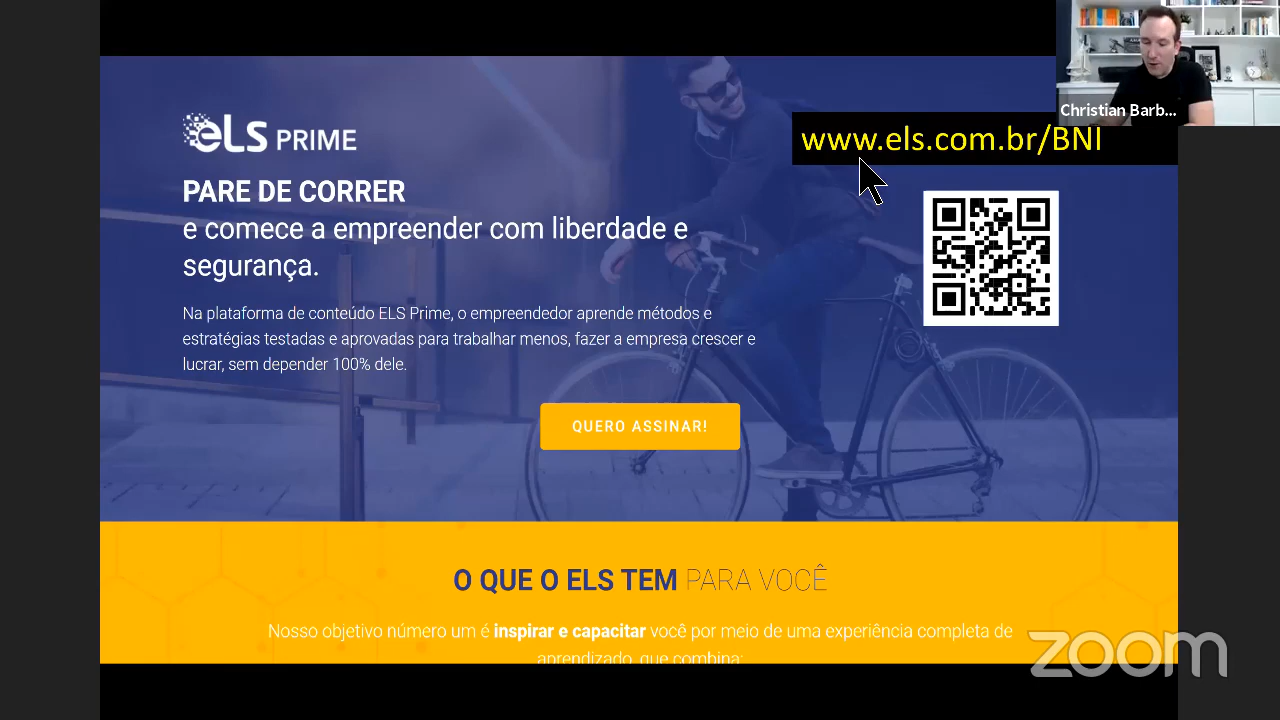 Christian Barb...
www.els.com.br/BNI
eLS PRIME
PARE DE CORRER
e comece a empreender com liberdade e
segurança.
Na plataforma de conteúdo ELS Prime, o empreendedor aprende métodos e
estratégias testadas e aprovadas para trabalhar menos, fazer a empresa crescer e
lucrar, sem depender 100% dele.
QUERO ASSINAR!
O QUE O ELS TEM PARA VOCÊ
Nosso objetivo número um é inspirar e capacitar você por meio de uma experiência completa de
aprendizado, que combina:
zoom